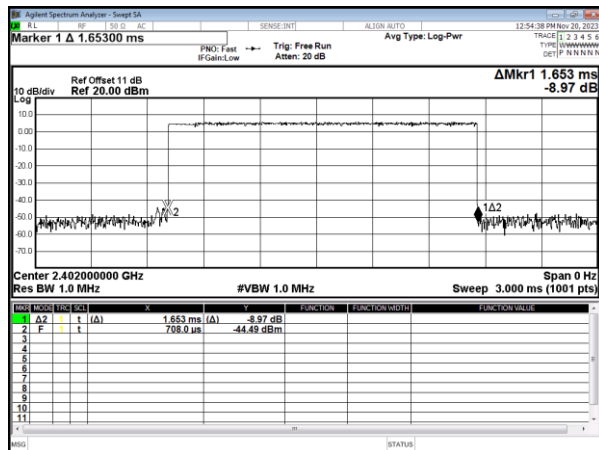 Agilent Spectrum Analyzer - Swept SA
RL RF 50 Ω AC SENSE:INT ALIGN AUTO 12:54:38 PM Nov 20, 2023
Marker 1 Δ 1.65300 ms
PNO: Fast
IFGain:Low
Trig: Free Run
Atten: 20 dB
Avg Type: Log-Pwr
TRACE 1 2 3 4 5 6
TYPE WWWWWW
DET P N N N N N
ΔMkr1 1.653 ms
-8.97 dB
Ref Offset 11 dB
10 dB/div Ref 20.00 dBm
Log
10.0
0.00
-10.0
-20.0
-30.0
-40.0
-50.0
-60.0
-70.0
2
1Δ2
Center 2.402000000 GHz Span 0 Hz
Res BW 1.0 MHz #VBW 1.0 MHz Sweep 3.000 ms (1001 pts)
MKR MODE TRC SCL X Y FUNCTION FUNCTION WIDTH FUNCTION VALUE
1 Δ2 1 t (Δ) 1.653 ms (Δ) -8.97 dB
2 F 1 t 708.0 µs -44.49 dBm
3
4
5
6
7
8
9
10
11
MSG STATUS